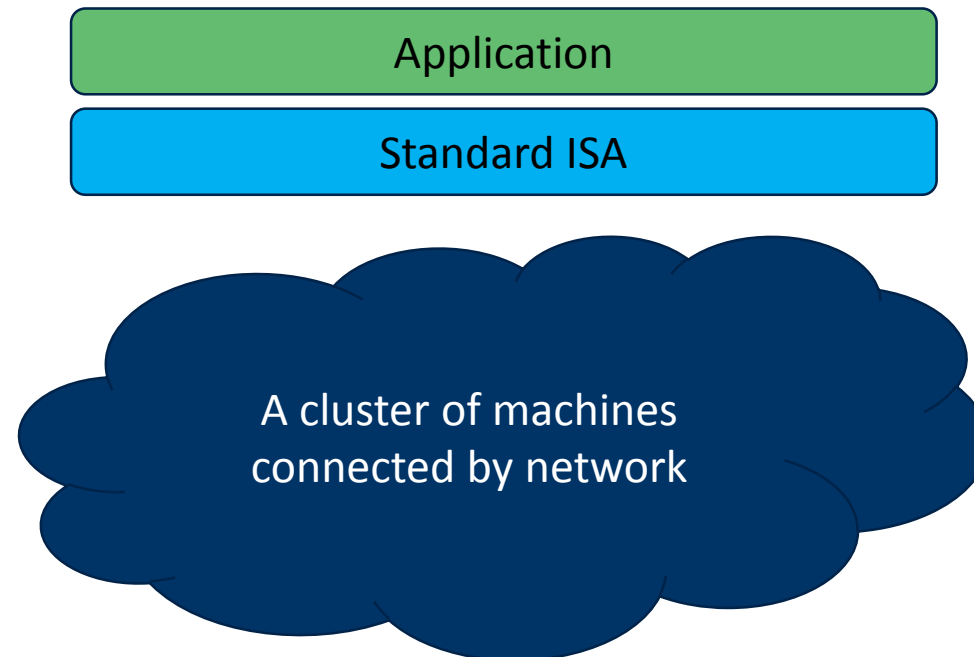 Application
Standard ISA
A cluster of machines
connected by network